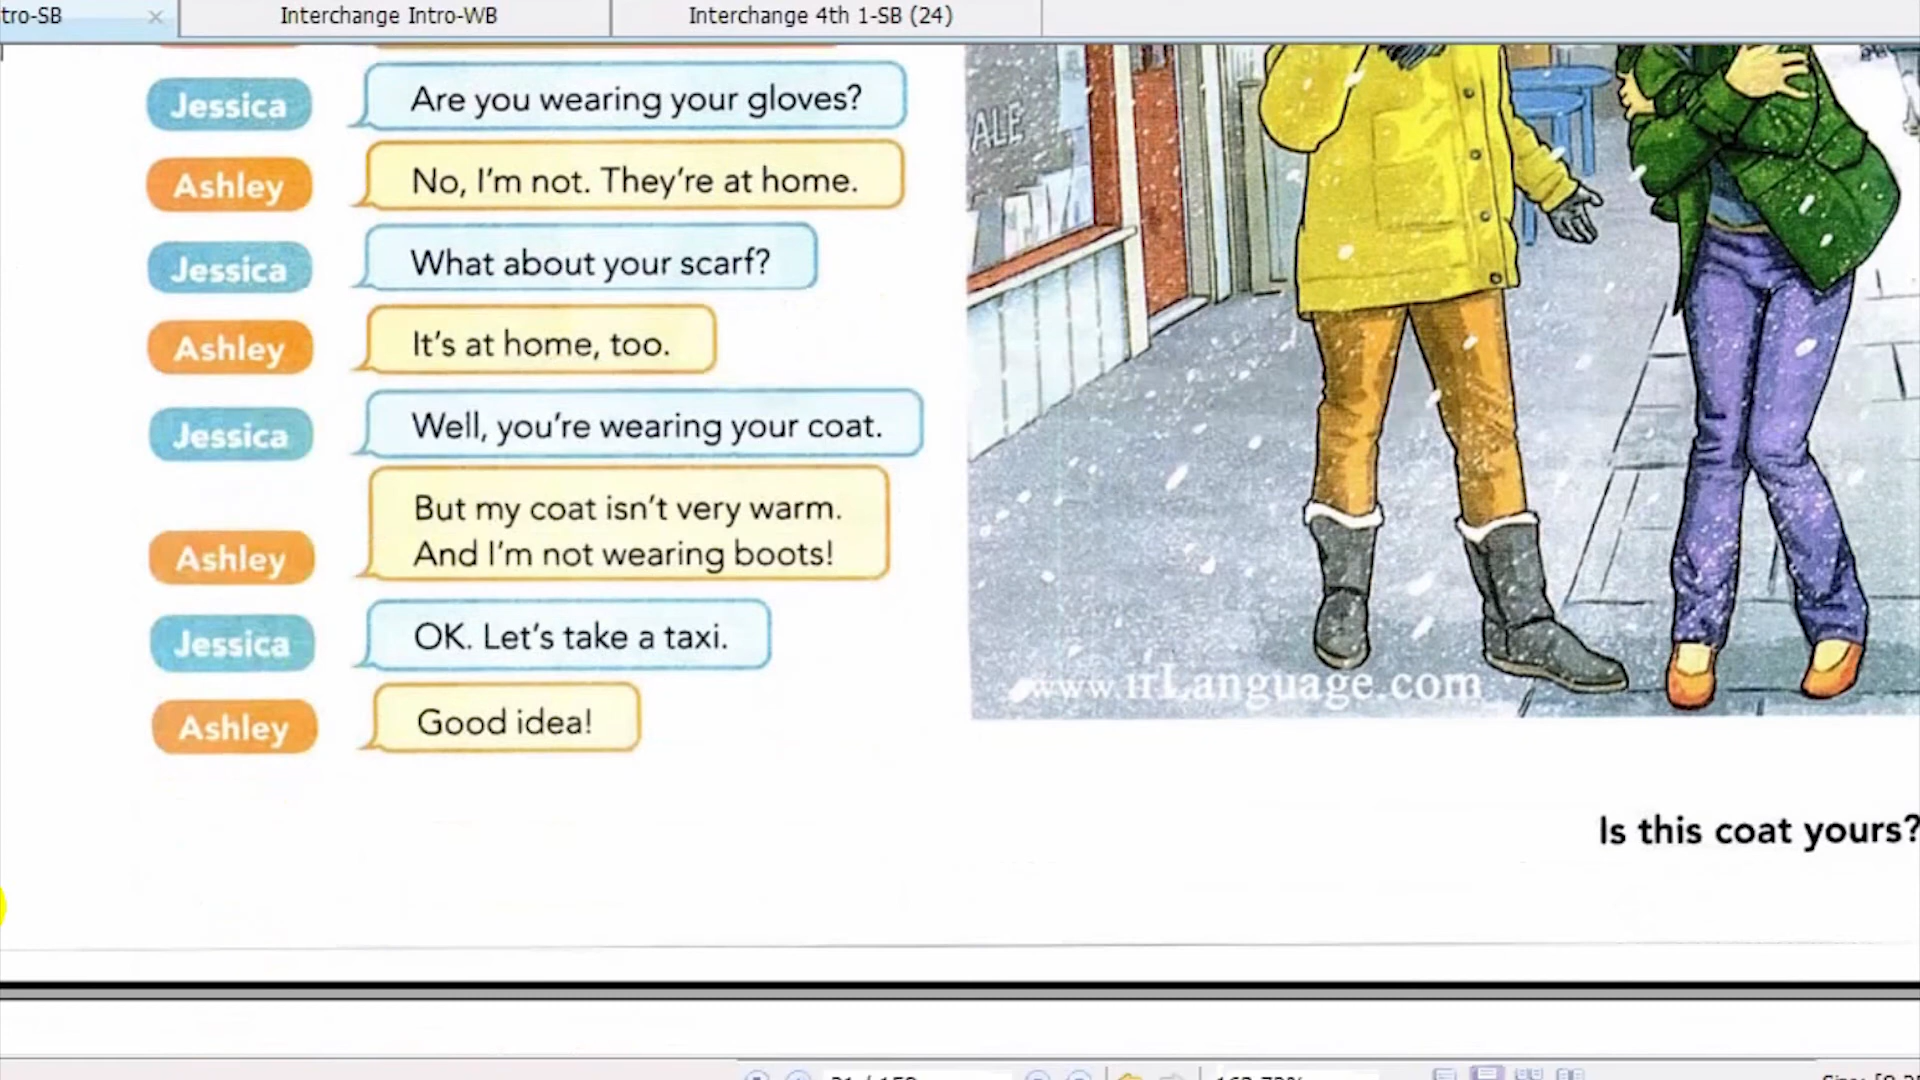 tro-SB
Interchange Intro-WB
Interchange 4th 1-SB (24)
Jessica
Are you wearing your gloves?
Ashley
No, I'm not. They're at home.
Jessica
What about your scarf?
Ashley
It's at home, too.
Jessica
Well, you're wearing your coat.
Ashley
But my coat isn't very warm.
And I'm not wearing boots!
Jessica
OK. Let's take a taxi.
Ashley
Good idea!
ALE
www.irLanguage.com
Is this coat yours?